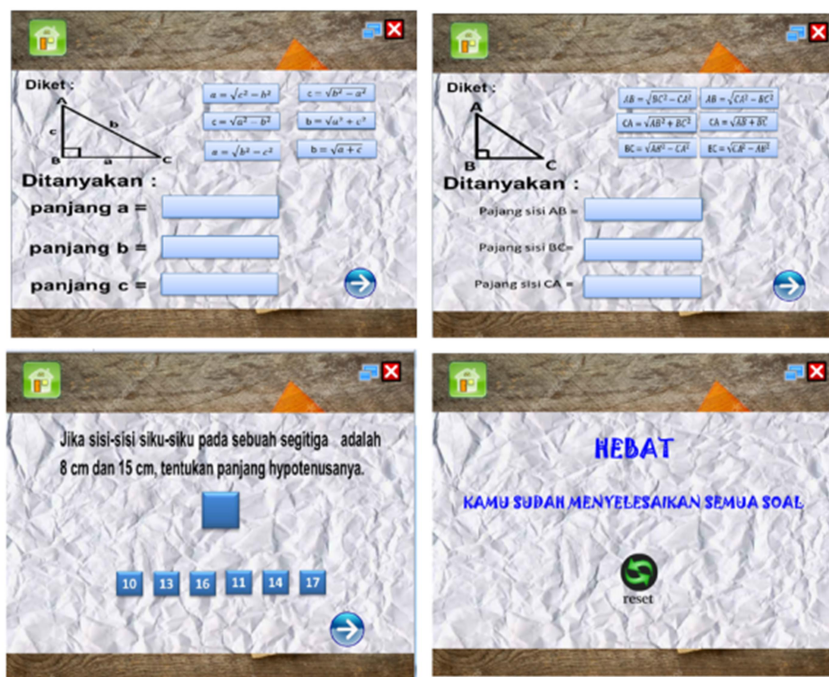 Diket :
A
c
b
B
a
C
a = √c² − b²
c = √b² − a²
c = √a² − b²
b = √a² + c²
a = √b² − c²
b = √a + c
Ditanyakan :
panjang a =
panjang b =
panjang c =
Diket :
A
B
C
AB = √BC² − CA²
AB = √CA² − BC²
CA = √AB² + BC²
CA = √AB + BC
BC = √AB² − CA²
BC = √CA² − AB²
Ditanyakan :
Pajang sisi AB =
Pajang sisi BC=
Pajang sisi CA =
Jika sisi-sisi siku-siku pada sebuah segitiga adalah
8 cm dan 15 cm, tentukan panjang hypotenusanya.
10 13 16 11 14 17
HEBAT
KAMU SUDAH MENYELESAIKAN SEMUA SOAL
reset